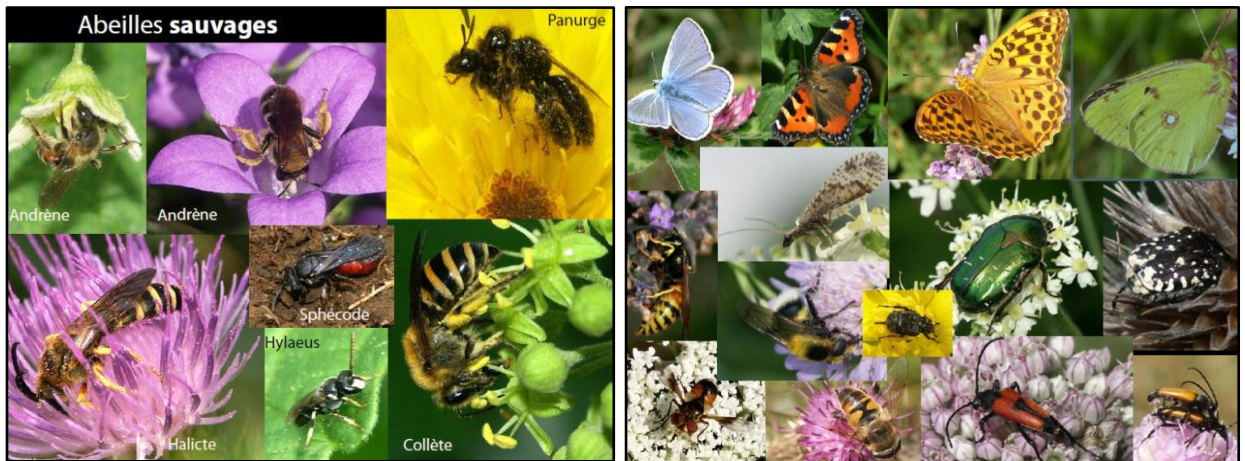 Abeilles sauvages
Panurge
Andrène
Andrène
Sphécode
Hylaeus
Halicte
Collète